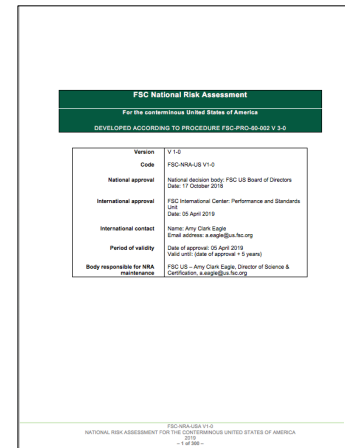 FSC National Risk Assessment
For the conterminous United States of America
DEVELOPED ACCORDING TO PROCEDURE FSC-PRO-60-002 V 3-0
Version V 1-0
Code FSC-NRA-US V1-0
National approval National decision body: FSC US Board of Directors
Date: 17 October 2018
International approval FSC International Center: Performance and Standards
Unit
Date: 05 April 2019
International contact Name: Amy Clark Eagle
Email address: a.eagle@us.fsc.org
Period of validity Date of approval: 05 April 2019
Valid until: (date of approval + 5 years)
Body responsible for NRA FSC US – Amy Clark Eagle, Director of Science &
maintenance Certification, a.eagle@us.fsc.org
FSC-NRA-USA V1-0
NATIONAL RISK ASSESSMENT FOR THE CONTERMINOUS UNITED STATES OF AMERICA
2019
– 1 of 300 –